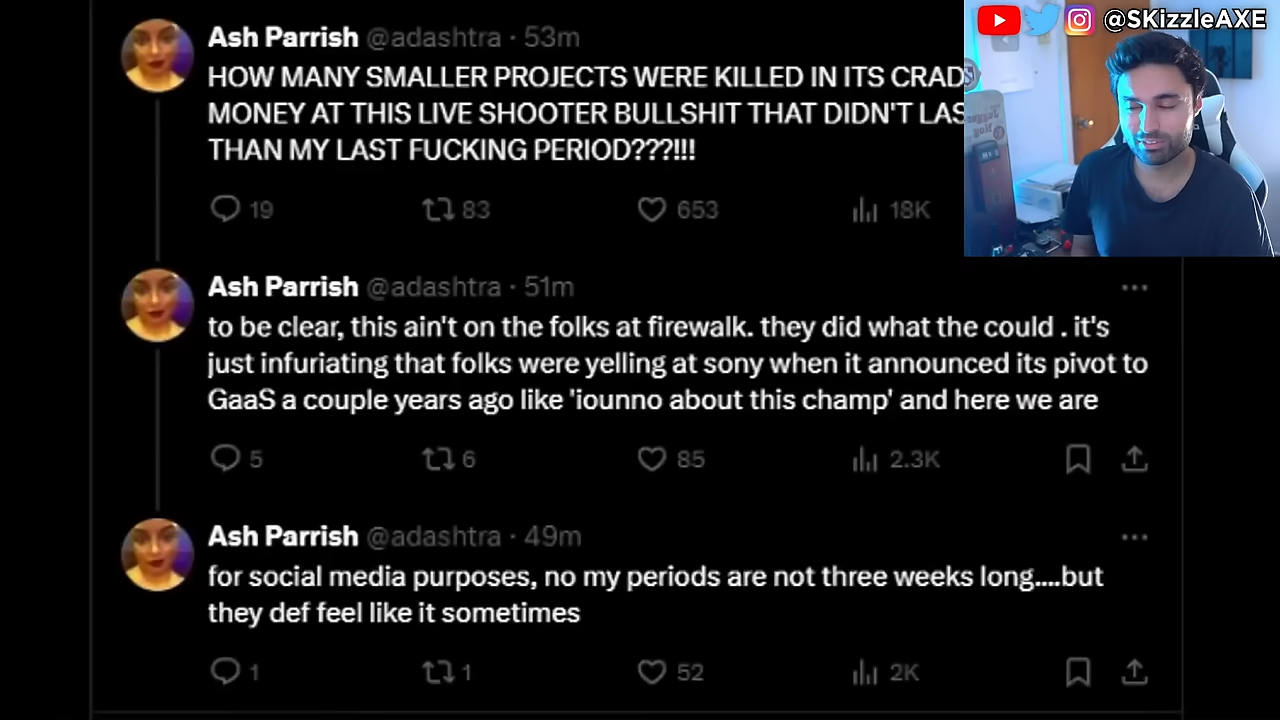 @SKizzleAXE
Ash Parrish @adashtra · 53m
HOW MANY SMALLER PROJECTS WERE KILLED IN ITS CRAD
MONEY AT THIS LIVE SHOOTER BULLSHIT THAT DIDN'T LAS
THAN MY LAST FUCKING PERIOD???!!!
19 83 653 18K
Ash Parrish @adashtra · 51m
to be clear, this ain't on the folks at firewalk. they did what the could . it's
just infuriating that folks were yelling at sony when it announced its pivot to
GaaS a couple years ago like 'iounno about this champ' and here we are
5 6 85 2.3K
Ash Parrish @adashtra · 49m
for social media purposes, no my periods are not three weeks long....but
they def feel like it sometimes
1 1 52 2K